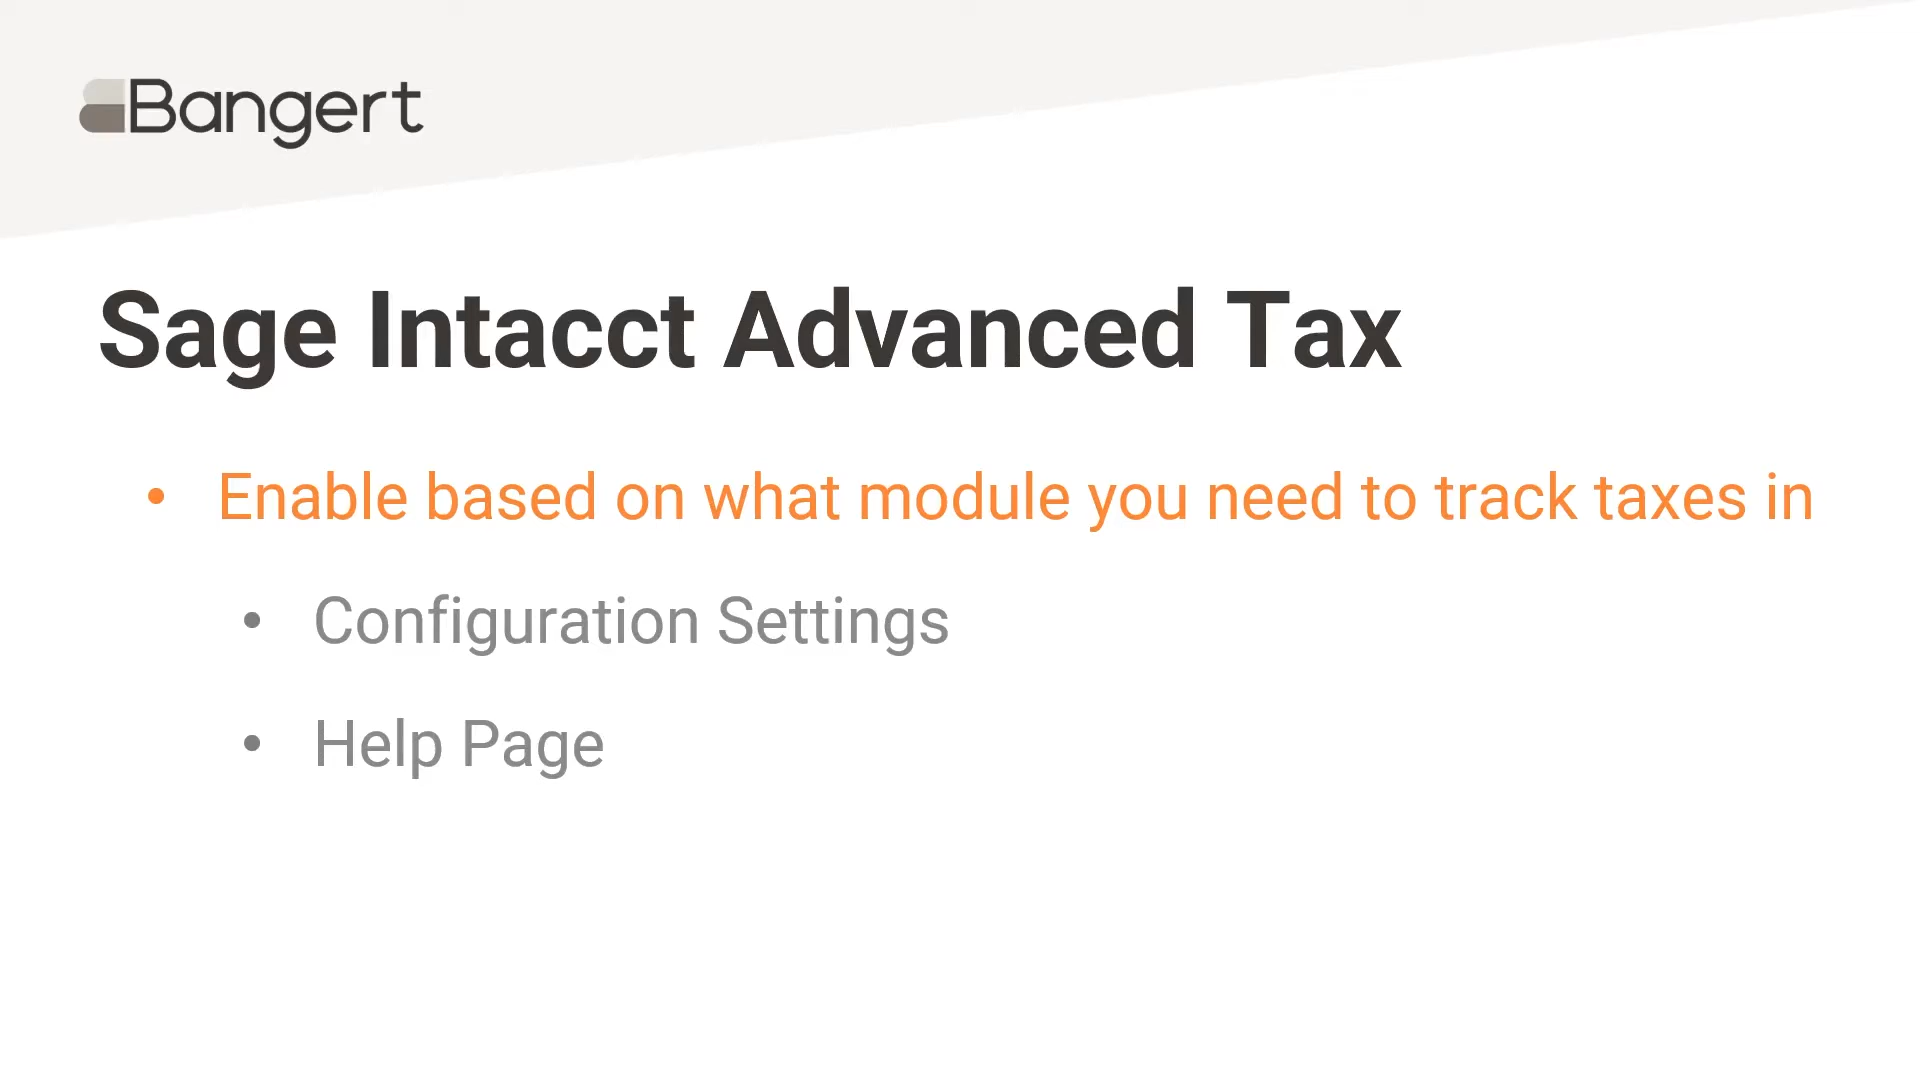 Bangert
Sage Intacct Advanced Tax
• Enable based on what module you need to track taxes in
• Configuration Settings
• Help Page